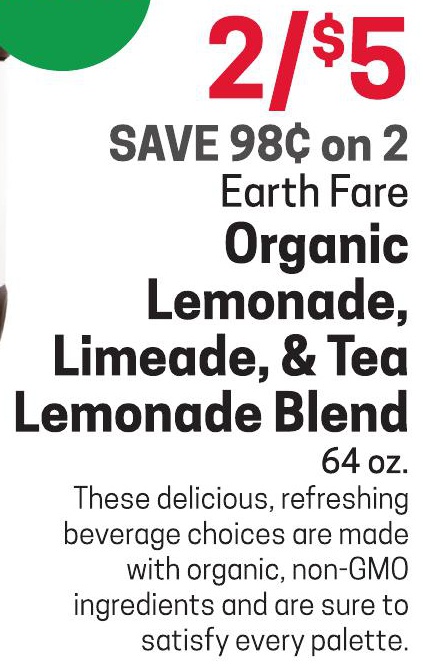 2/$5
SAVE 98¢ on 2
Earth Fare
Organic
Lemonade,
Limeade, & Tea
Lemonade Blend
64 oz.
These delicious, refreshing
beverage choices are made
with organic, non-GMO
ingredients and are sure to
satisfy every palette.